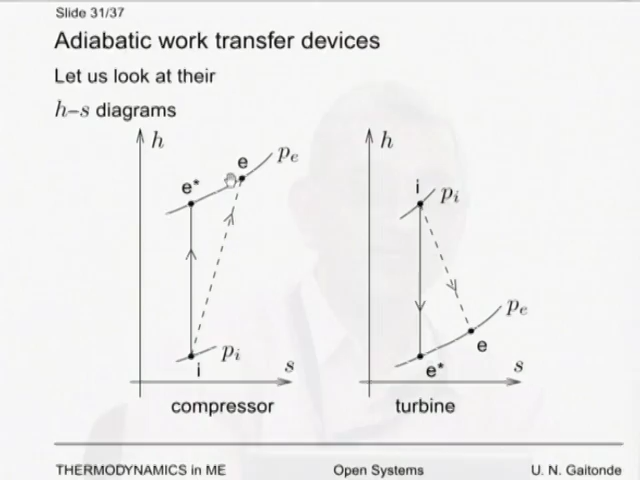 Slide 31/37
Adiabatic work transfer devices
Let us look at their
h–s diagrams
h
e
pe
e*
i
pi
s
compressor
h
i
pi
pe
e
e*
s
turbine
THERMODYNAMICS in ME
Open Systems
U. N. Gaitonde